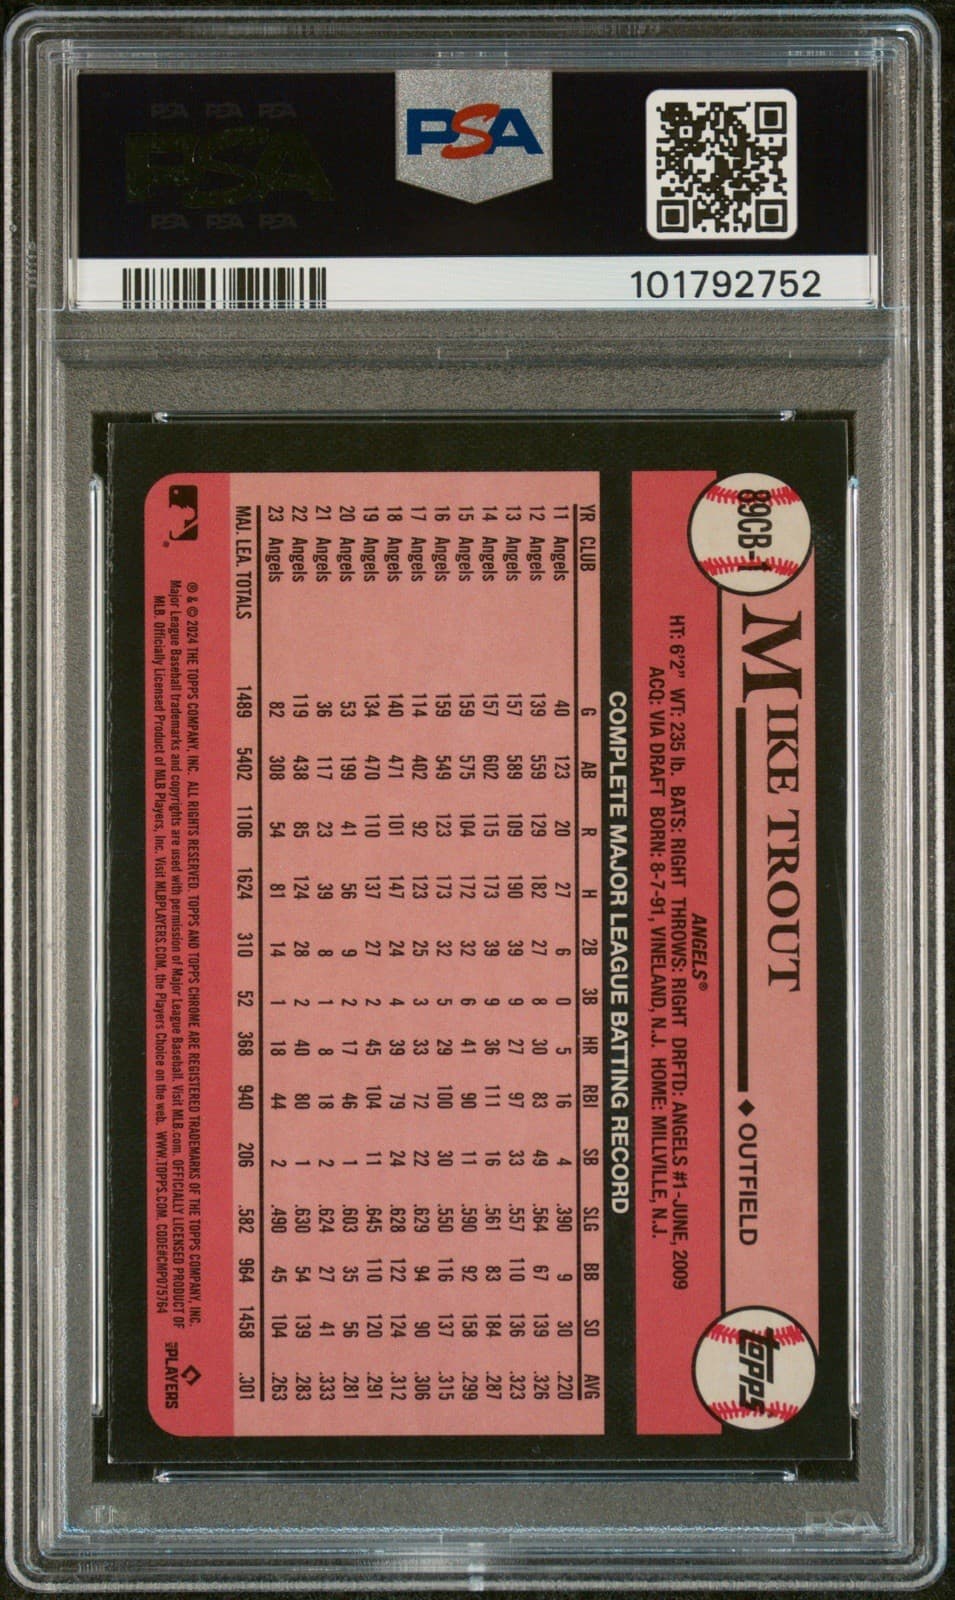 PSA PSA PSA
PSA
PSA PSA PSA
PSA
101792752
89CB-1
MIKE TROUT
◆ OUTFIELD
topps
ANGELS®
HT: 6'2" WT: 235 lb. BATS: RIGHT THROWS: RIGHT DRFTD: ANGELS #1-JUNE, 2009
ACQ: VIA DRAFT BORN: 8-7-91, VINELAND, N.J. HOME: MILLVILLE, N.J.
COMPLETE MAJOR LEAGUE BATTING RECORD
YR CLUB G AB R H 2B 3B HR RBI SB SLG BB SO AVG
11 Angels 40 123 20 27 6 0 5 16 4 .390 9 30 .220
12 Angels 139 559 129 182 27 8 30 83 49 .564 67 139 .326
13 Angels 157 589 109 190 39 9 27 97 33 .557 110 136 .323
14 Angels 157 602 115 173 39 9 36 111 16 .561 83 184 .287
15 Angels 159 575 104 172 32 6 41 90 11 .590 92 158 .299
16 Angels 159 549 123 173 32 5 29 100 30 .550 116 137 .315
17 Angels 114 402 92 123 25 3 33 72 22 .629 94 90 .306
18 Angels 140 471 101 147 24 4 39 79 24 .628 122 124 .312
19 Angels 134 470 110 137 27 2 45 104 11 .645 110 120 .291
20 Angels 53 199 41 56 9 2 17 46 1 .603 35 56 .281
21 Angels 36 117 23 39 8 1 8 18 2 .624 27 41 .333
22 Angels 119 438 85 124 28 2 40 80 1 .630 54 139 .283
23 Angels 82 308 54 81 14 1 18 44 2 .490 45 104 .263
MAJ. LEA. TOTALS 1489 5402 1106 1624 310 52 368 940 206 .582 964 1458 .301
® & © 2024 THE TOPPS COMPANY, INC. ALL RIGHTS RESERVED. TOPPS AND TOPPS CHROME ARE REGISTERED TRADEMARKS OF THE TOPPS COMPANY, INC.
Major League Baseball trademarks and copyrights are used with permission of Major League Baseball. Visit MLB.com. OFFICIALLY LICENSED PRODUCT OF
MLB. Officially Licensed Product of MLB Players, Inc. Visit MLBPLAYERS.COM, the Players Choice on the web. WWW.TOPPS.COM. CODE#CMP075764
MLBPLAYERS
PSA